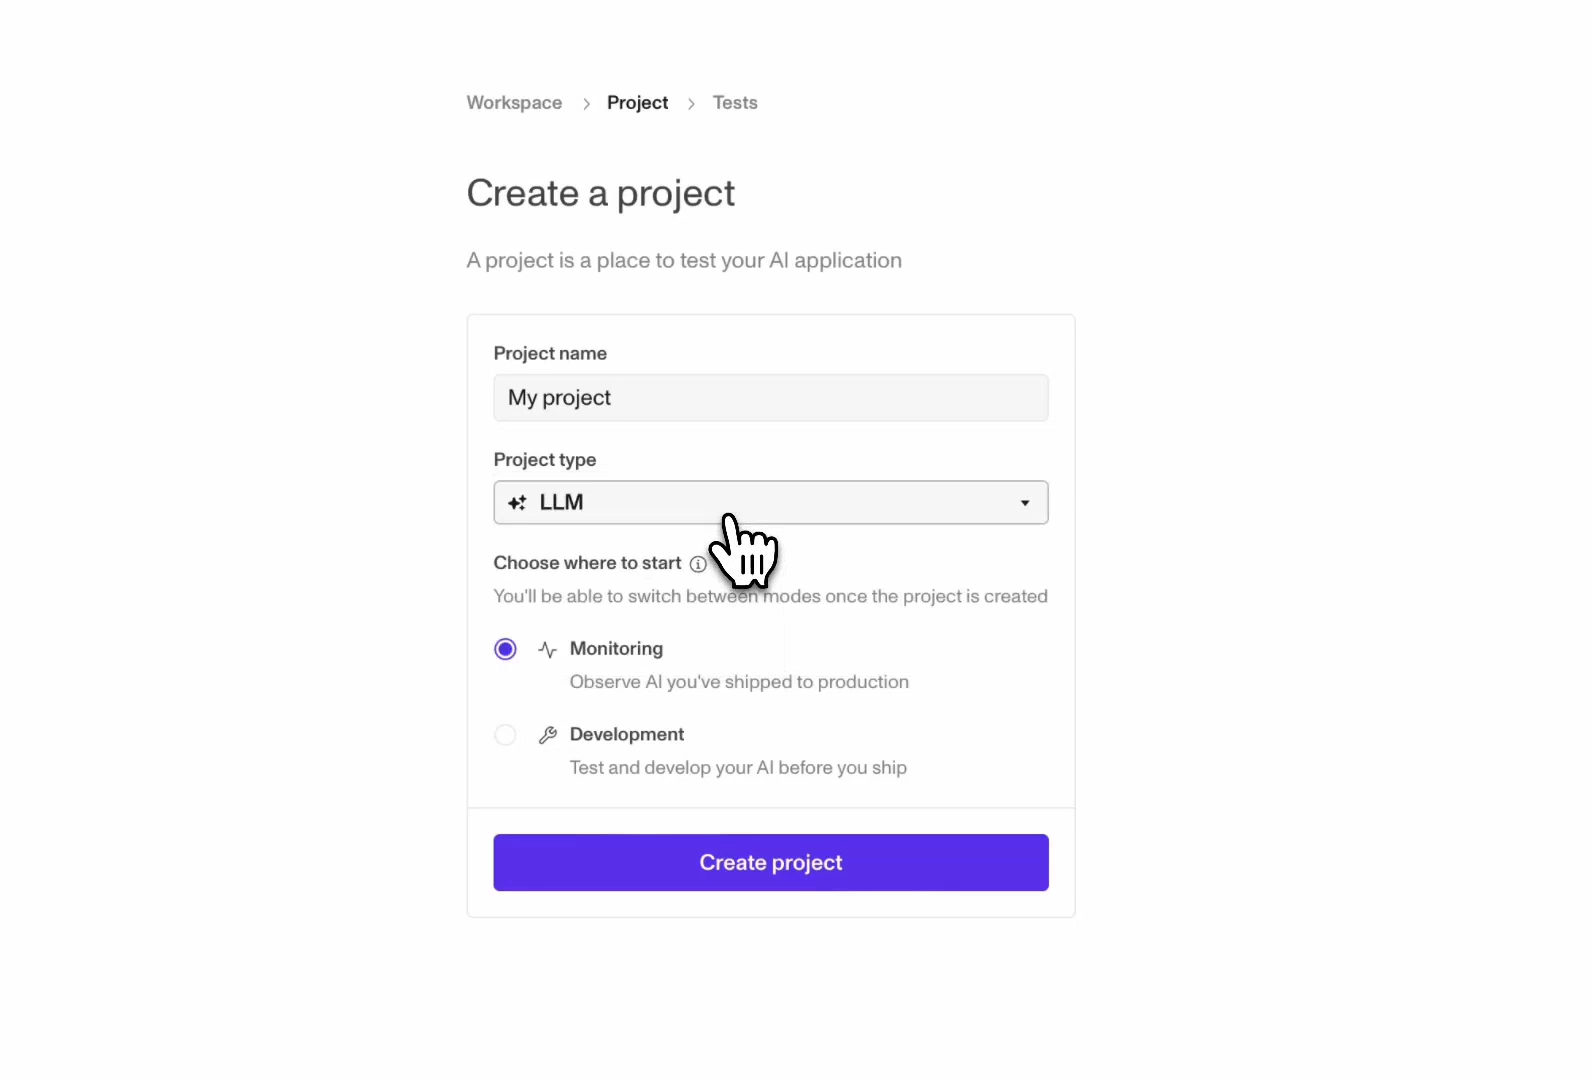 Workspace > Project > Tests
Create a project
A project is a place to test your AI application
Project name
My project
Project type
LLM
Choose where to start
You'll be able to switch between modes once the project is created
Monitoring
Observe AI you've shipped to production
Development
Test and develop your AI before you ship
Create project